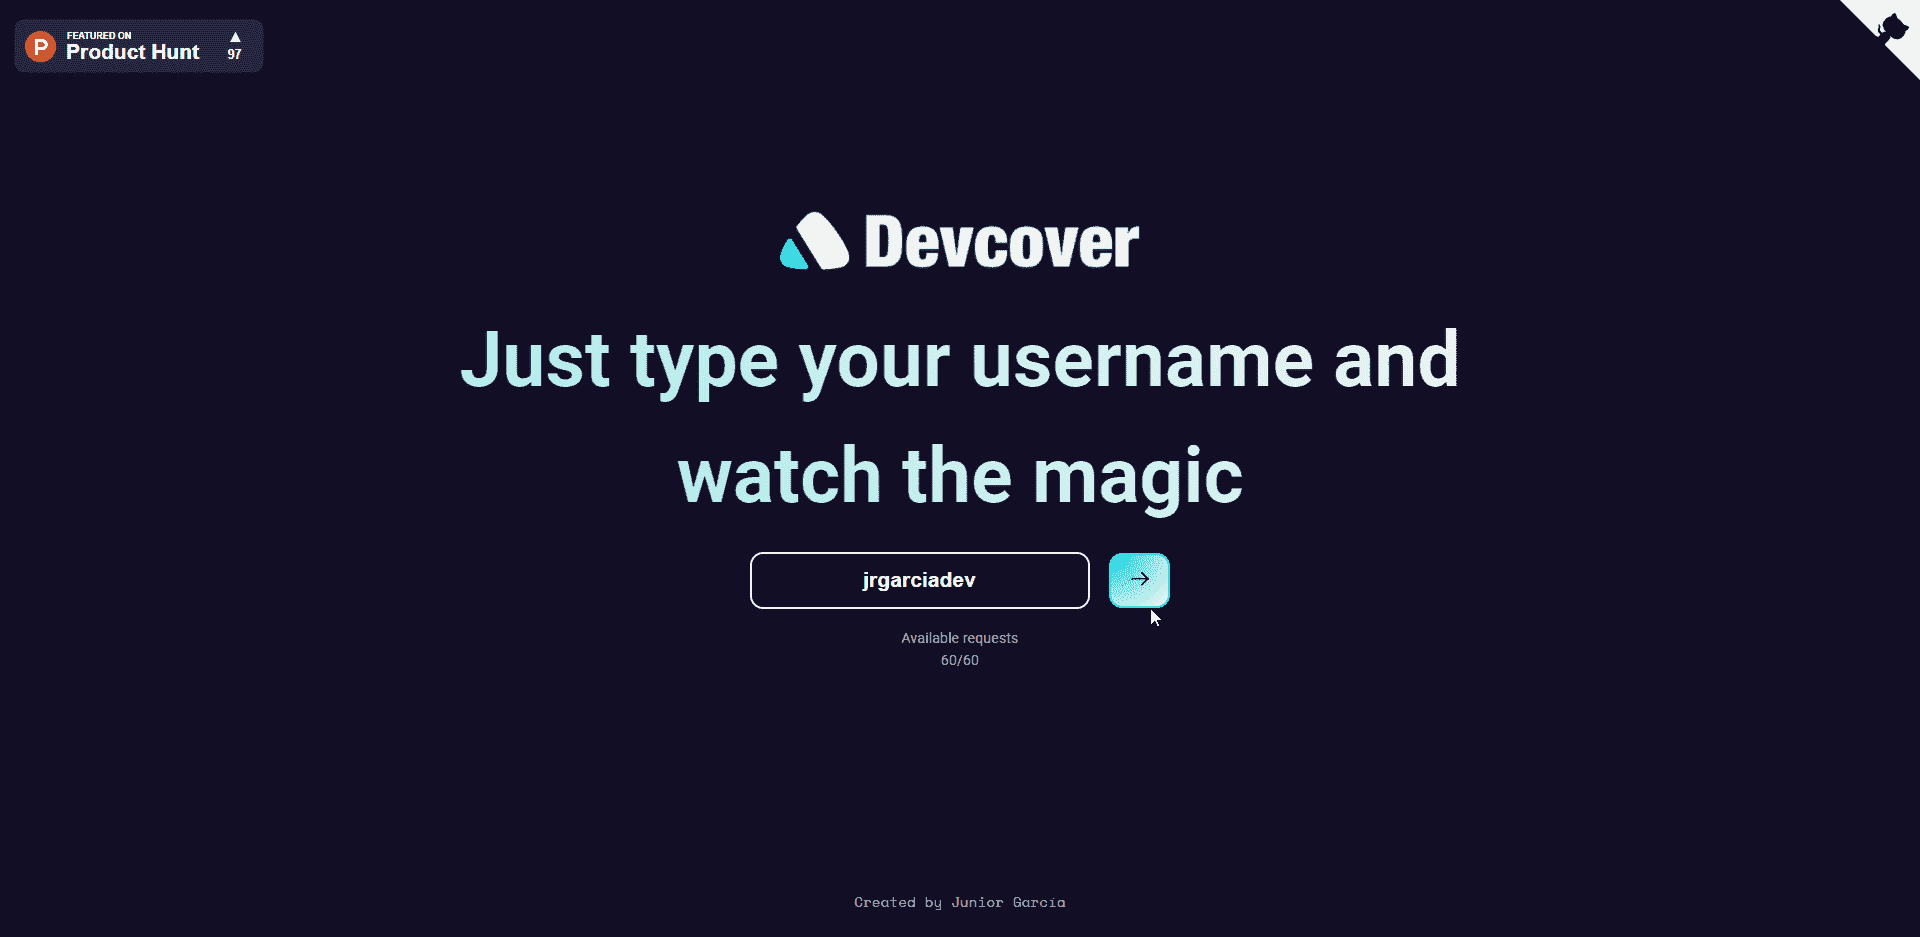 FEATURED ON
Product Hunt
97
Devcover
Just type your username and
watch the magic
jrgarciadev
Available requests
60/60
Created by Junior García